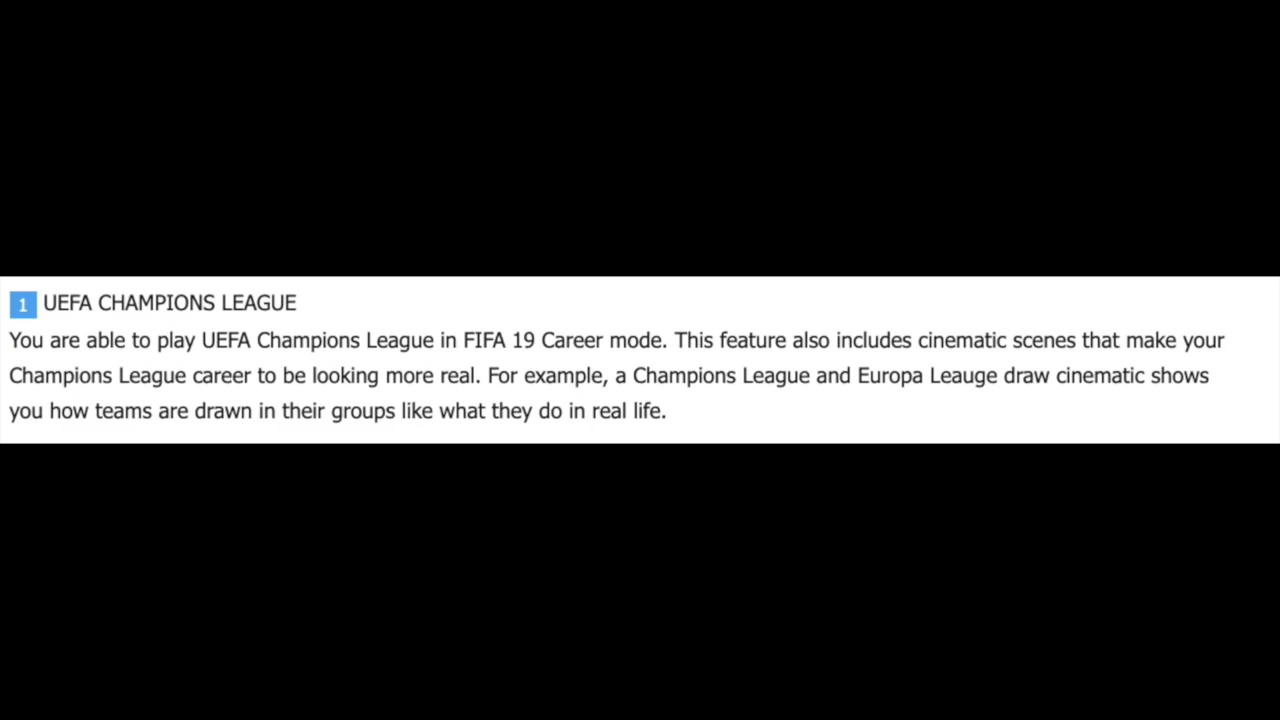 1 UEFA CHAMPIONS LEAGUE
You are able to play UEFA Champions League in FIFA 19 Career mode. This feature also includes cinematic scenes that make your
Champions League career to be looking more real. For example, a Champions League and Europa Leauge draw cinematic shows
you how teams are drawn in their groups like what they do in real life.